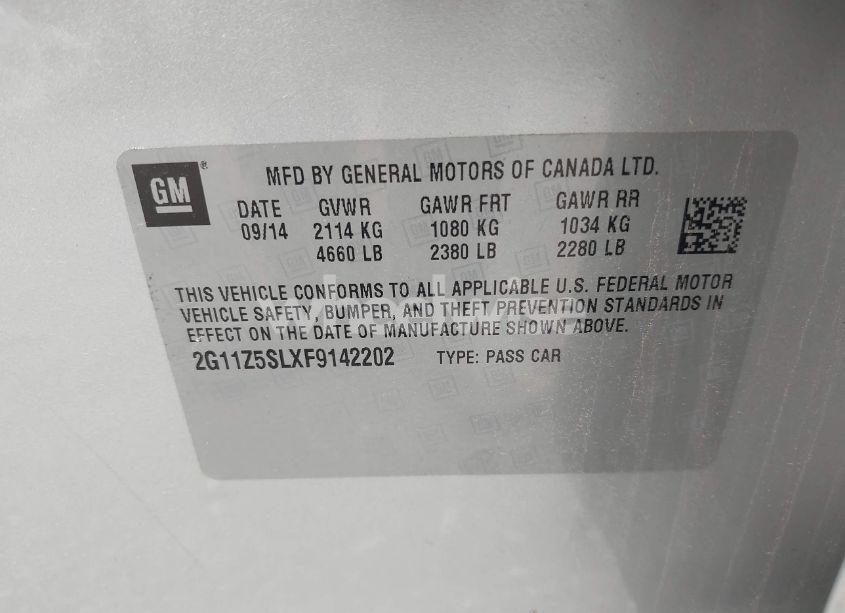 GM®
MFD BY GENERAL MOTORS OF CANADA LTD.
DATE GVWR GAWR FRT GAWR RR
09/14 2114 KG 1080 KG 1034 KG
4660 LB 2380 LB 2280 LB
THIS VEHICLE CONFORMS TO ALL APPLICABLE U.S. FEDERAL MOTOR
VEHICLE SAFETY, BUMPER, AND THEFT PREVENTION STANDARDS IN
EFFECT ON THE DATE OF MANUFACTURE SHOWN ABOVE.
2G11Z5SLXF9142202 TYPE: PASS CAR